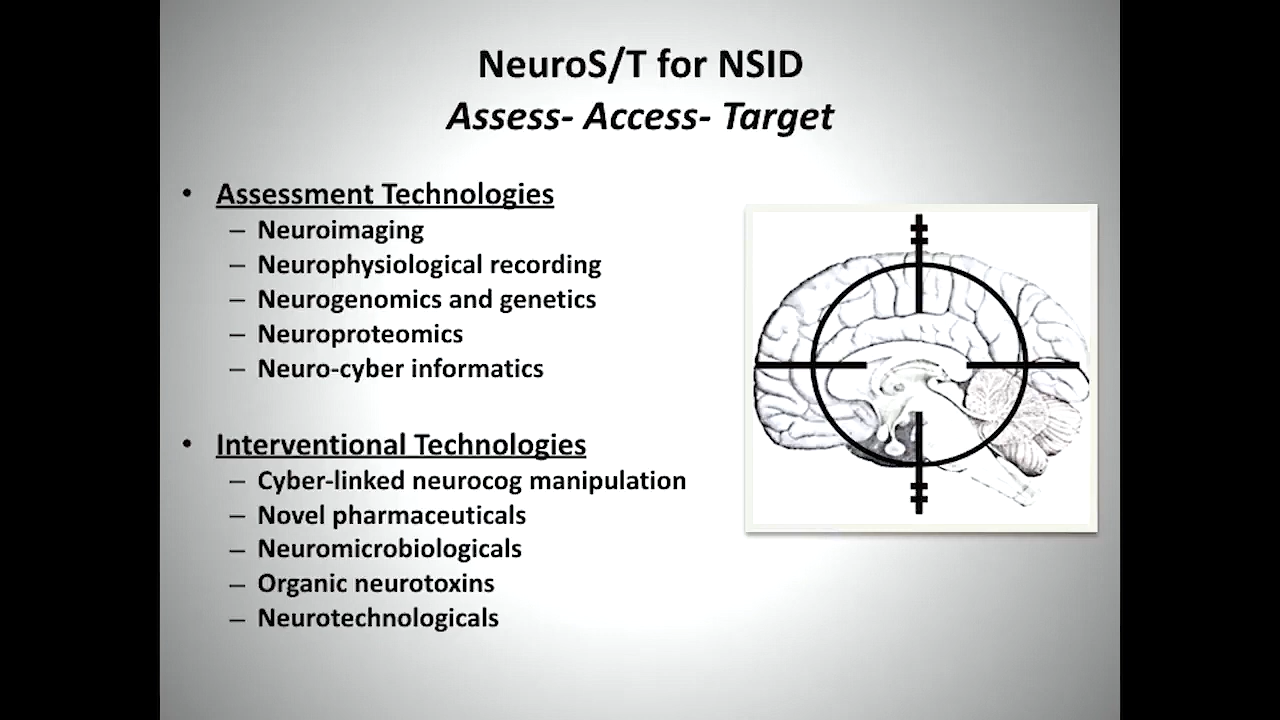 NeuroS/T for NSID
Assess- Access- Target
• Assessment Technologies
– Neuroimaging
– Neurophysiological recording
– Neurogenomics and genetics
– Neuroproteomics
– Neuro-cyber informatics
• Interventional Technologies
– Cyber-linked neurocog manipulation
– Novel pharmaceuticals
– Neuromicrobiologicals
– Organic neurotoxins
– Neurotechnologicals